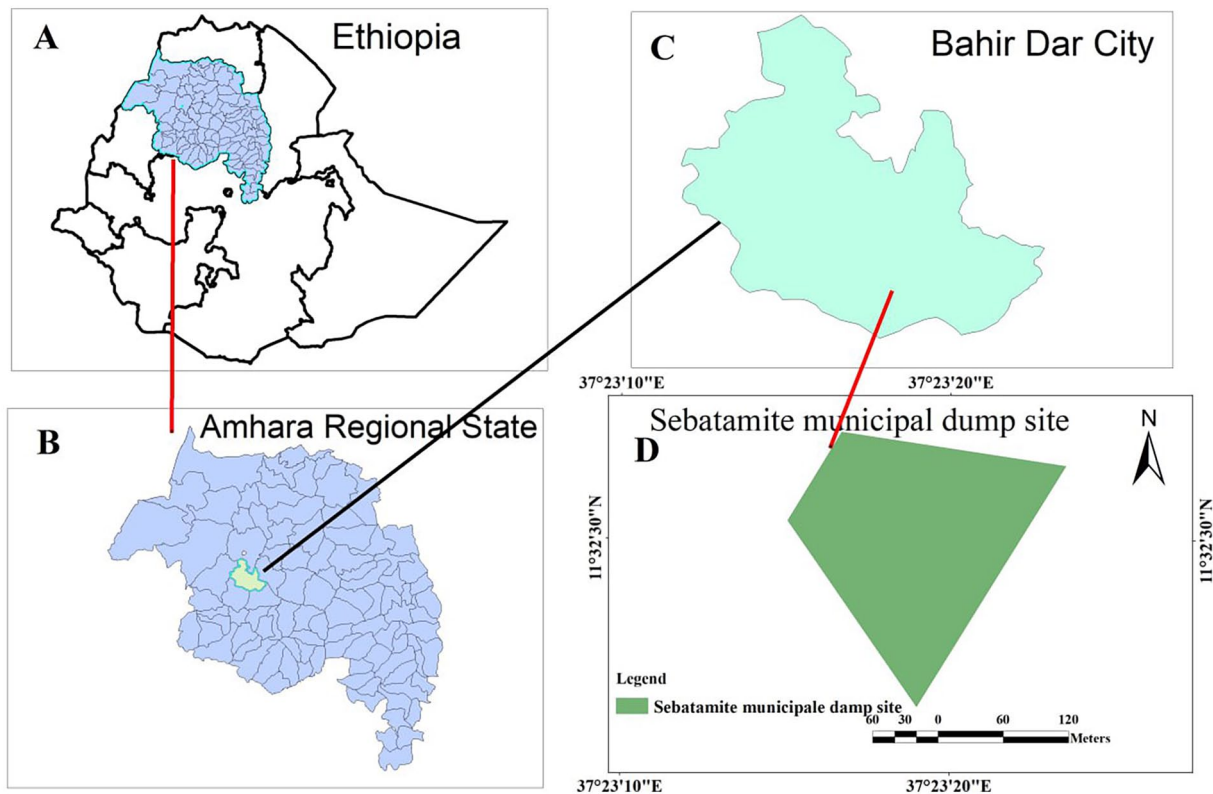 A
Ethiopia
C
Bahir Dar City
B
Amhara Regional State
37°23'10"E
37°23'20"E
Sebatamite municipal dump site
D
N
11°32'30"N
11°32'30"N
Legend
Sebatamite municipale damp site
60 30 0 60 120
Meters
37°23'10"E
37°23'20"E